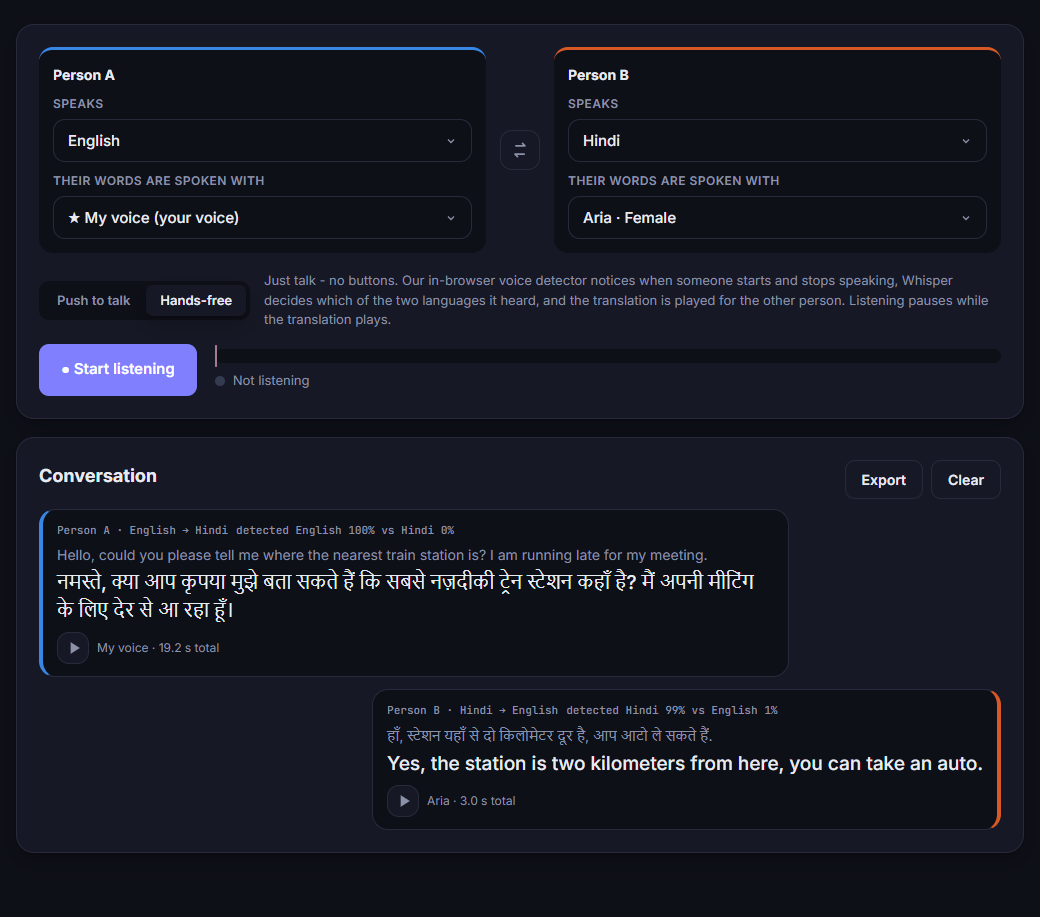 Person A
SPEAKS
English
THEIR WORDS ARE SPOKEN WITH
★ My voice (your voice)
Person B
SPEAKS
Hindi
THEIR WORDS ARE SPOKEN WITH
Aria · Female
Push to talk
Hands-free
Just talk - no buttons. Our in-browser voice detector notices when someone starts and stops speaking, Whisper
decides which of the two languages it heard, and the translation is played for the other person. Listening pauses while
the translation plays.
● Start listening
Not listening
Conversation
Export
Clear
Person A · English → Hindi detected English 100% vs Hindi 0%
Hello, could you please tell me where the nearest train station is? I am running late for my meeting.
नमस्ते, क्या आप कृपया मुझे बता सकते हैं कि सबसे नज़दीकी ट्रेन स्टेशन कहाँ है? मैं अपनी मीटिंग
के लिए देर से आ रहा हूँ।
My voice · 19.2 s total
Person B · Hindi → English detected Hindi 99% vs English 1%
हाँ, स्टेशन यहाँ से दो किलोमेटर दूर है, आप आटो ले सकते हैं.
Yes, the station is two kilometers from here, you can take an auto.
Aria · 3.0 s total